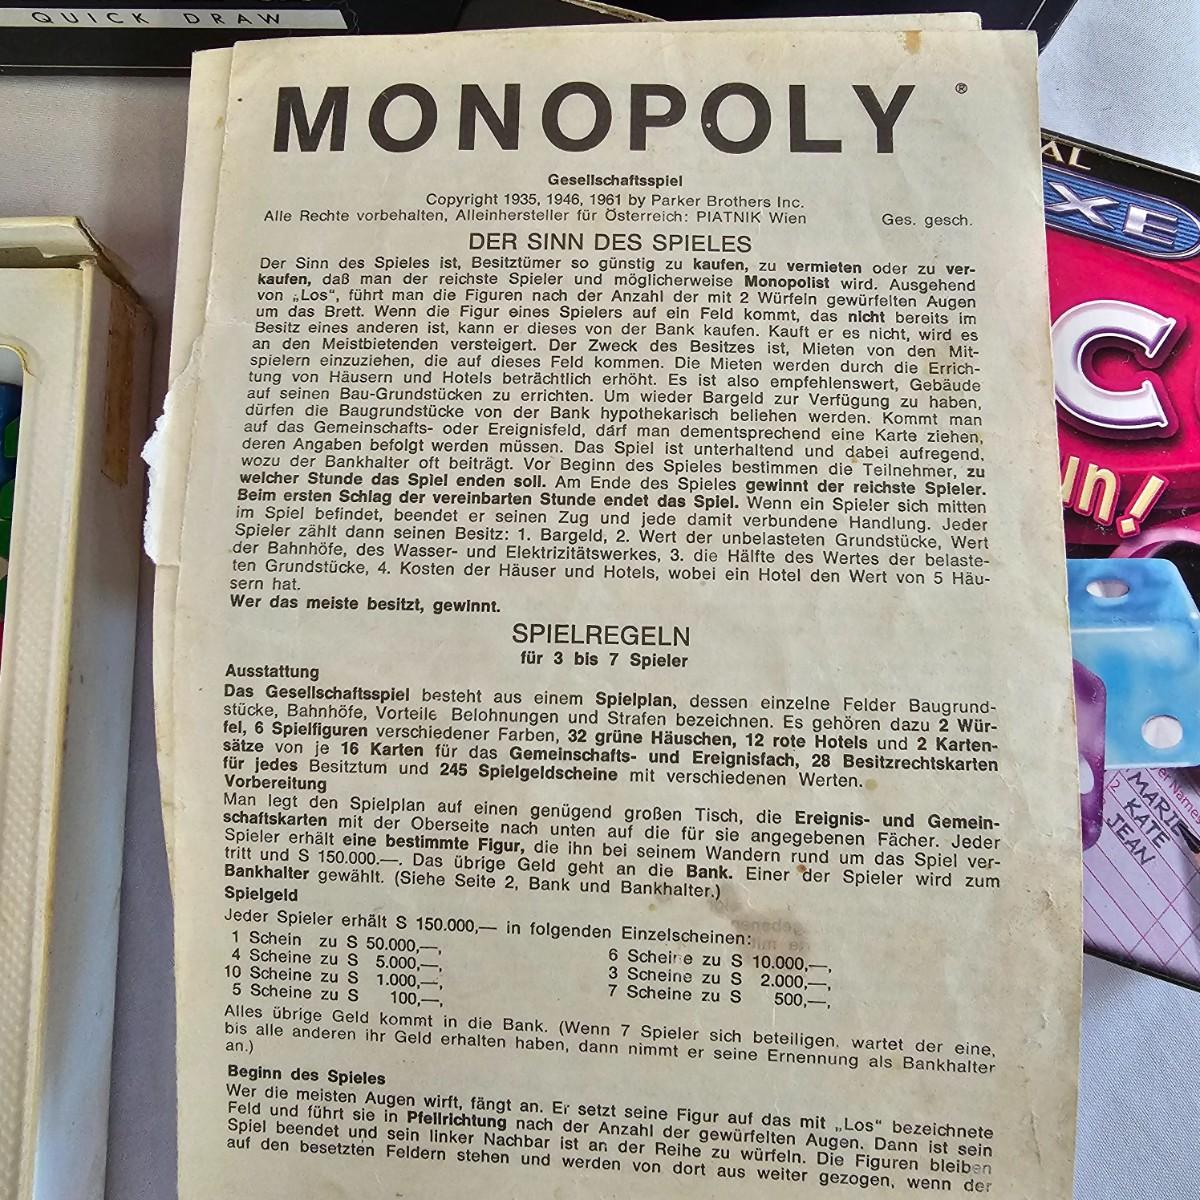 QUICK DRAW
MONOPOLY ®
Gesellschaftsspiel
Copyright 1935, 1946, 1961 by Parker Brothers Inc.
Alle Rechte vorbehalten, Alleinhersteller für Österreich: PIATNIK Wien Ges. gesch.
DER SINN DES SPIELES
Der Sinn des Spieles ist, Besitztümer so günstig zu kaufen, zu vermieten oder zu ver-
kaufen, daß man der reichste Spieler und möglicherweise Monopolist wird. Ausgehend
von „Los“, führt man die Figuren nach der Anzahl der mit 2 Würfeln gewürfelten Augen
um das Brett. Wenn die Figur eines Spielers auf ein Feld kommt, das nicht bereits im
Besitz eines anderen ist, kann er dieses von der Bank kaufen. Kauft er es nicht, wird es
an den Meistbietenden versteigert. Der Zweck des Besitzes ist, Mieten von den Mit-
spielern einzuziehen, die auf dieses Feld kommen. Die Mieten werden durch die Errich-
tung von Häusern und Hotels beträchtlich erhöht. Es ist also empfehlenswert, Gebäude
auf seinen Bau-Grundstücken zu errichten. Um wieder Bargeld zur Verfügung zu haben,
dürfen die Baugrundstücke von der Bank hypothekarisch beliehen werden. Kommt man
auf das Gemeinschafts- oder Ereignisfeld, darf man dementsprechend eine Karte ziehen,
deren Angaben befolgt werden müssen. Das Spiel ist unterhaltend und dabei aufregend,
wozu der Bankhalter oft beiträgt. Vor Beginn des Spieles bestimmen die Teilnehmer, zu
welcher Stunde das Spiel enden soll. Am Ende des Spieles gewinnt der reichste Spieler.
Beim ersten Schlag der vereinbarten Stunde endet das Spiel. Wenn ein Spieler sich mitten
im Spiel befindet, beendet er seinen Zug und jede damit verbundene Handlung. Jeder
Spieler zählt dann seinen Besitz: 1. Bargeld, 2. Wert der unbelasteten Grundstücke, Wert
der Bahnhöfe, des Wasser- und Elektrizitätswerkes, 3. die Hälfte des Wertes der belaste-
ten Grundstücke, 4. Kosten der Häuser und Hotels, wobei ein Hotel den Wert von 5 Häu-
sern hat.
Wer das meiste besitzt, gewinnt.
SPIELREGELN
für 3 bis 7 Spieler
Ausstattung
Das Gesellschaftsspiel besteht aus einem Spielplan, dessen einzelne Felder Baugrund-
stücke, Bahnhöfe, Vorteile Belohnungen und Strafen bezeichnen. Es gehören dazu 2 Wür-
fel, 6 Spielfiguren verschiedener Farben, 32 grüne Häuschen, 12 rote Hotels und 2 Karten-
sätze von je 16 Karten für das Gemeinschafts- und Ereignisfach, 28 Besitzrechtskarten
für jedes Besitztum und 245 Spielgeldscheine mit verschiedenen Werten.
Vorbereitung
Man legt den Spielplan auf einen genügend großen Tisch, die Ereignis- und Gemein-
schaftskarten mit der Oberseite nach unten auf die für sie angegebenen Fächer. Jeder
Spieler erhält eine bestimmte Figur, die ihn bei seinem Wandern rund um das Spiel ver-
tritt und S 150.000.—. Das übrige Geld geht an die Bank. Einer der Spieler wird zum
Bankhalter gewählt. (Siehe Seite 2, Bank und Bankhalter.)
Spielgeld
Jeder Spieler erhält S 150.000,— in folgenden Einzelscheinen:
1 Schein zu S 50.000,—, 6 Scheine zu S 10.000,—,
4 Scheine zu S 5.000,—, 3 Scheine zu S 2.000,—,
10 Scheine zu S 1.000,—, 7 Scheine zu S 500,—,
5 Scheine zu S 100,—,
Alles übrige Geld kommt in die Bank. (Wenn 7 Spieler sich beteiligen, wartet der eine,
bis alle anderen ihr Geld erhalten haben, dann nimmt er seine Ernennung als Bankhalter
an.)
Beginn des Spieles
Wer die meisten Augen wirft, fängt an. Er setzt seine Figur auf das mit „Los“ bezeichnete
Feld und führt sie in Pfeilrichtung nach der Anzahl der gewürfelten Augen. Dann ist sein
Spiel beendet und sein linker Nachbar ist an der Reihe zu würfeln. Die Figuren bleiben
auf den besetzten Feldern stehen und werden von dort aus weiter gezogen, wenn der
AL
XE
C
un!
MARIE
KATE
JEAN